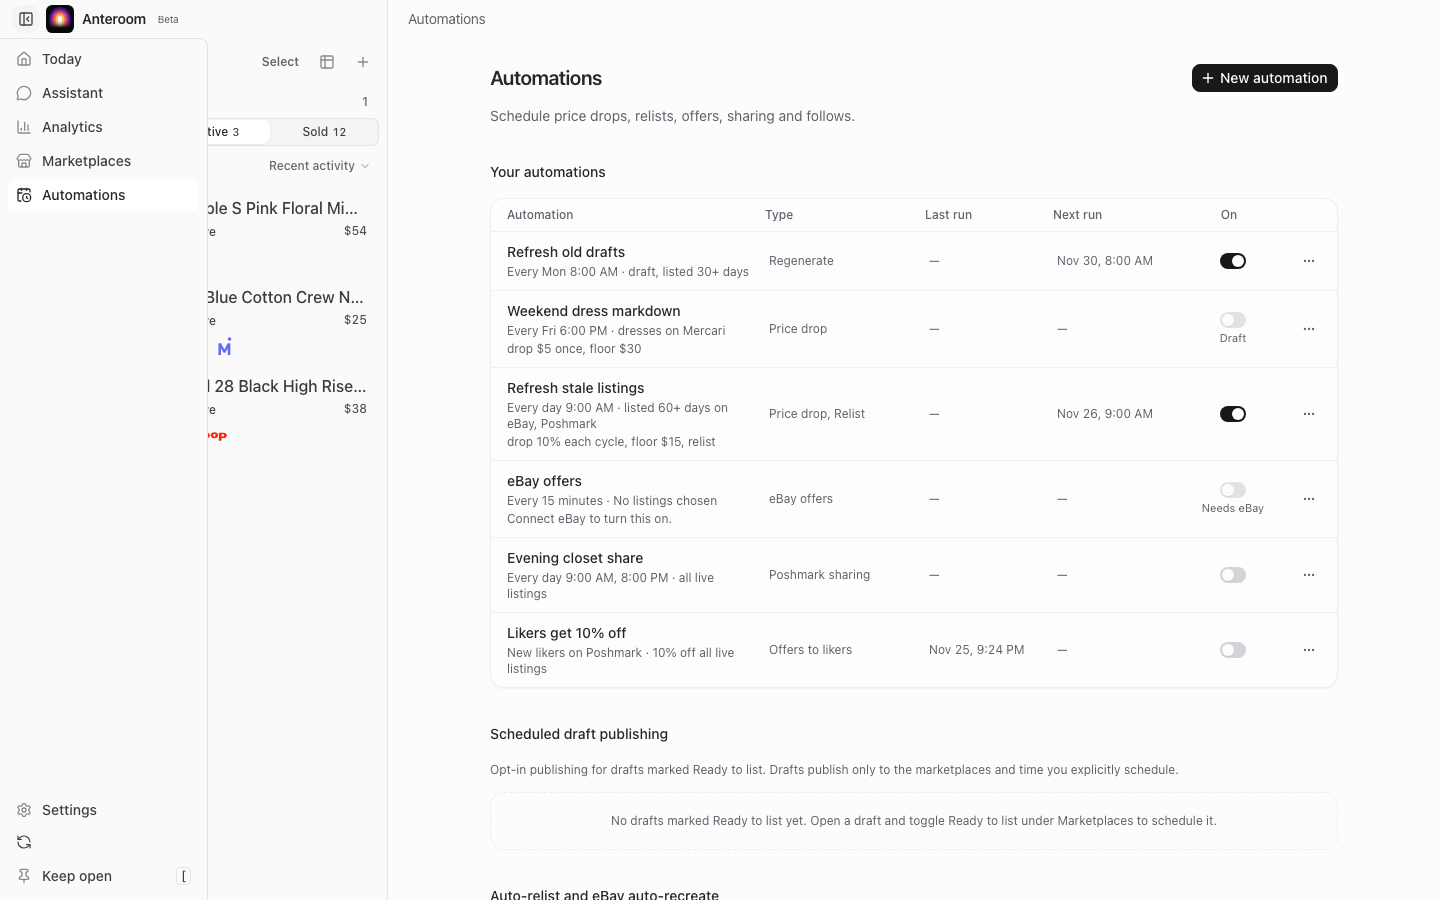 Anteroom Beta
Today
Assistant
Analytics
Marketplaces
Automations
Settings
Keep open [
Select
1
tive 3
Sold 12
Recent activity
ple S Pink Floral Mi...
ve $54
Blue Cotton Crew N...
ve $25
M
l 28 Black High Rise...
ve $38
op
Automations
Automations
New automation
Schedule price drops, relists, offers, sharing and follows.
Your automations
Automation Type Last run Next run On
Refresh old drafts
Every Mon 8:00 AM · draft, listed 30+ days
Regenerate — Nov 30, 8:00 AM
Weekend dress markdown
Every Fri 6:00 PM · dresses on Mercari
drop $5 once, floor $30
Price drop — — Draft
Refresh stale listings
Every day 9:00 AM · listed 60+ days on
eBay, Poshmark
drop 10% each cycle, floor $15, relist
Price drop, Relist — Nov 26, 9:00 AM
eBay offers
Every 15 minutes · No listings chosen
Connect eBay to turn this on.
eBay offers — — Needs eBay
Evening closet share
Every day 9:00 AM, 8:00 PM · all live
listings
Poshmark sharing — —
Likers get 10% off
New likers on Poshmark · 10% off all live
listings
Offers to likers Nov 25, 9:24 PM —
Scheduled draft publishing
Opt-in publishing for drafts marked Ready to list. Drafts publish only to the marketplaces and time you explicitly schedule.
No drafts marked Ready to list yet. Open a draft and toggle Ready to list under Marketplaces to schedule it.
Auto-relist and eBay auto-recreate